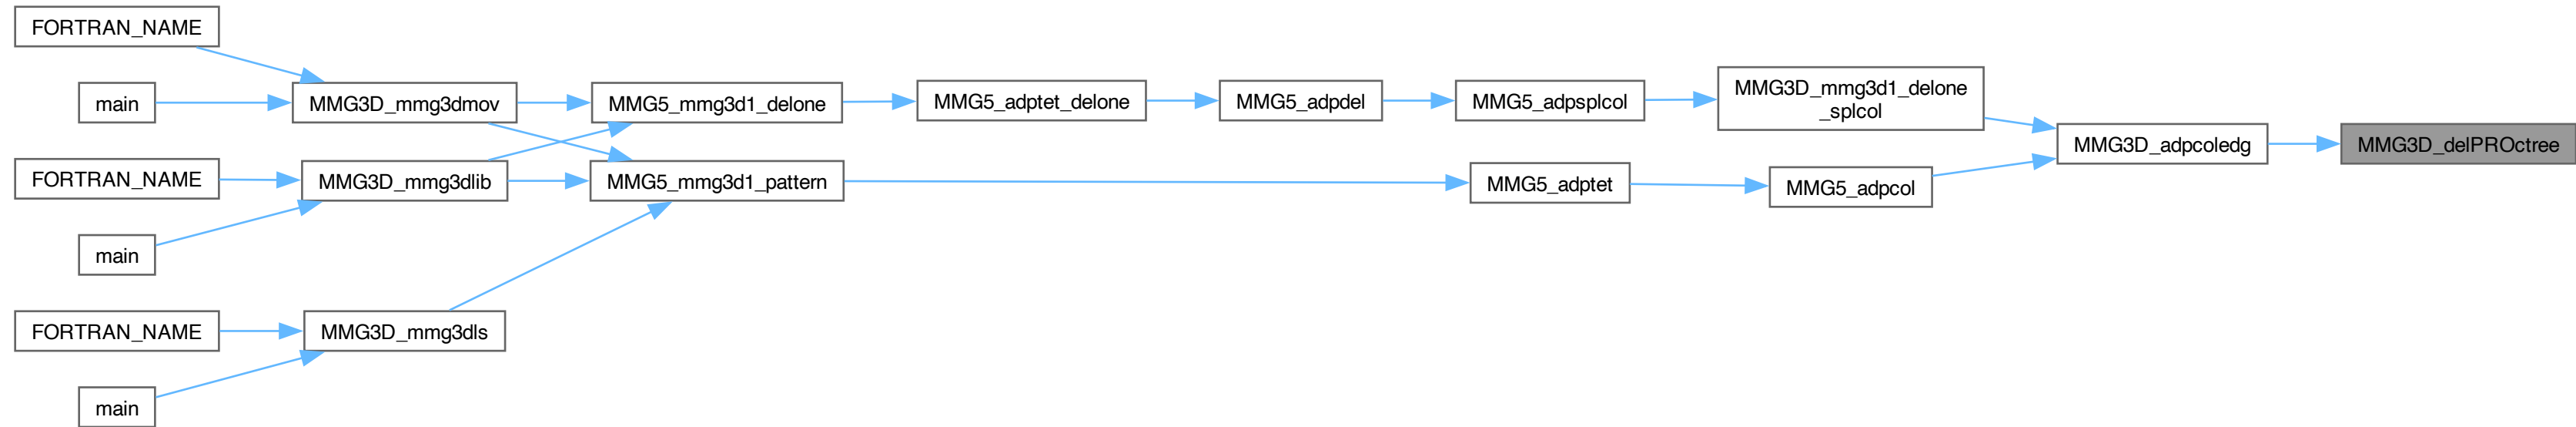 FORTRAN_NAME
main
MMG3D_mmg3dmov
MMG5_mmg3d1_delone
MMG5_adptet_delone
MMG5_adpdel
MMG5_adpsplcol
MMG3D_mmg3d1_delone
_splcol
MMG3D_adpcoledg
MMG3D_delPROctree
FORTRAN_NAME
MMG3D_mmg3dlib
MMG5_mmg3d1_pattern
MMG5_adptet
MMG5_adpcol
main
FORTRAN_NAME
MMG3D_mmg3dls
main